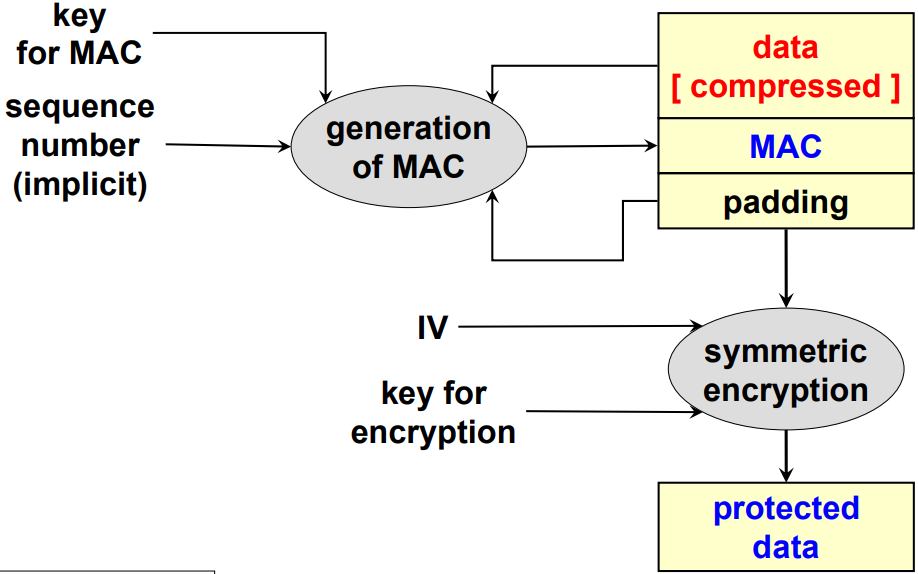 key
for MAC
sequence
number
(implicit)
generation
of MAC
data
[ compressed ]
MAC
padding
IV
key for
encryption
symmetric
encryption
protected
data